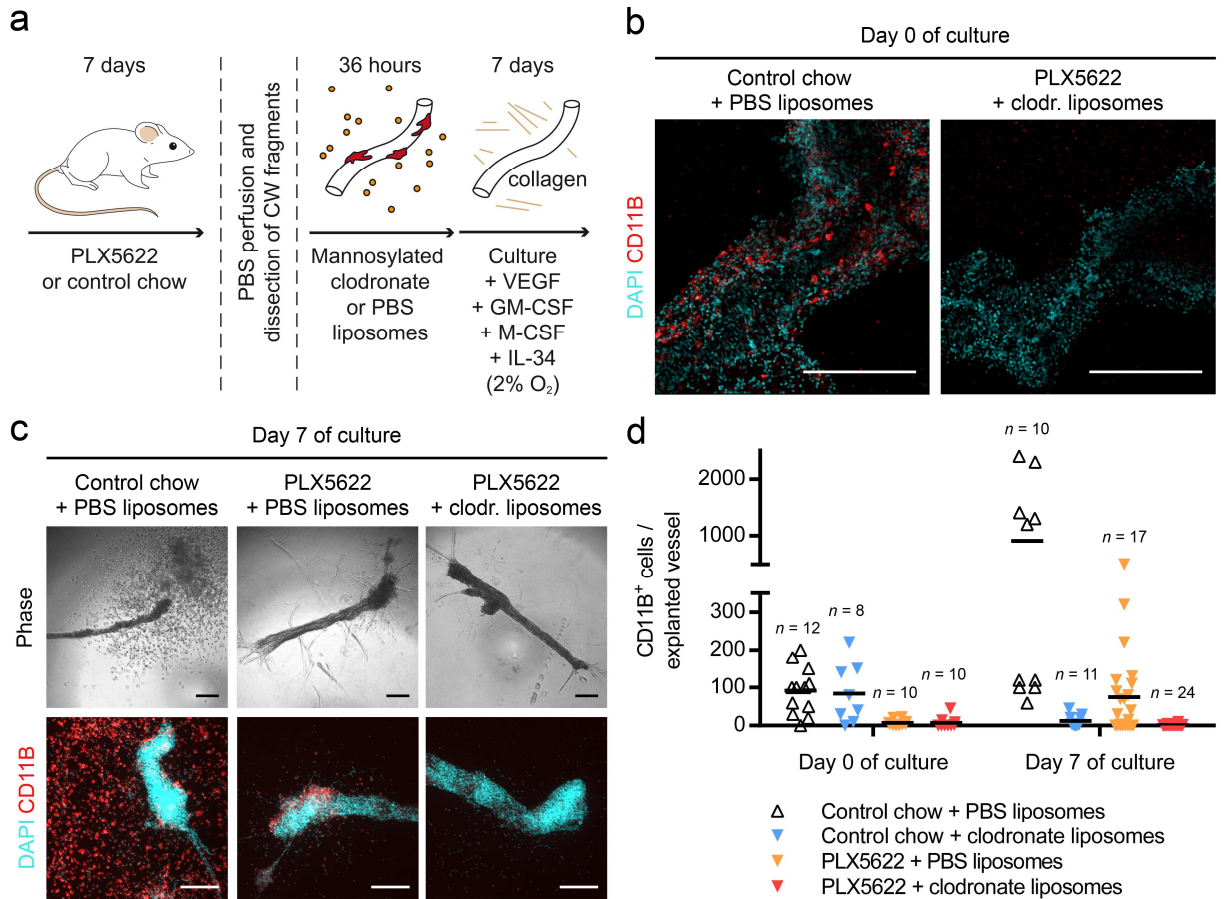 a
7 days
PBS perfusion and
dissection of CW fragments
36 hours
7 days
collagen
PLX5622
or control chow
Mannosylated
clodronate
or PBS
liposomes
Culture
+ VEGF
+ GM-CSF
+ M-CSF
+ IL-34
(2% O₂)
b
Day 0 of culture
Control chow
+ PBS liposomes
PLX5622
+ clodr. liposomes
DAPI CD11B
c
Day 7 of culture
Control chow
+ PBS liposomes
PLX5622
+ PBS liposomes
PLX5622
+ clodr. liposomes
Phase
DAPI CD11B
d
CD11B⁺ cells /
explanted vessel
2000
1000
300
200
100
0
n = 12
n = 8
n = 10
n = 10
n = 10
n = 11
n = 17
n = 24
Day 0 of culture
Day 7 of culture
Control chow + PBS liposomes
Control chow + clodronate liposomes
PLX5622 + PBS liposomes
PLX5622 + clodronate liposomes